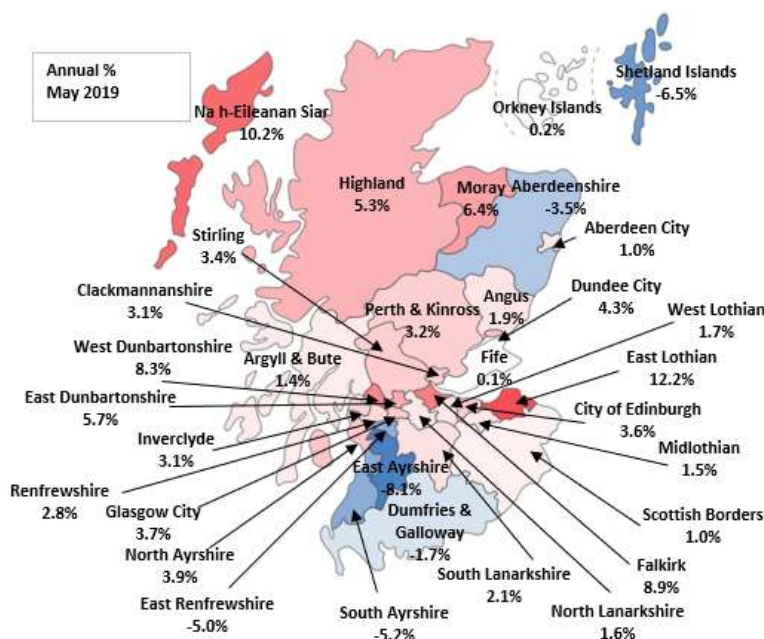 Annual %
May 2019
Shetland Islands
-6.5%
Na h-Eileanan Siar
10.2%
Orkney Islands
0.2%
Highland
5.3%
Moray
6.4%
Aberdeenshire
-3.5%
Aberdeen City
1.0%
Stirling
3.4%
Clackmannanshire
3.1%
Perth & Kinross
3.2%
Angus
1.9%
Dundee City
4.3%
West Lothian
1.7%
West Dunbartonshire
8.3%
Argyll & Bute
1.4%
Fife
0.1%
East Lothian
12.2%
East Dunbartonshire
5.7%
City of Edinburgh
3.6%
Inverclyde
3.1%
Midlothian
1.5%
Renfrewshire
2.8%
East Ayrshire
-8.1%
Glasgow City
3.7%
Dumfries &
Galloway
-1.7%
Scottish Borders
1.0%
North Ayrshire
3.9%
South Lanarkshire
2.1%
Falkirk
8.9%
East Renfrewshire
-5.0%
South Ayrshire
-5.2%
North Lanarkshire
1.6%